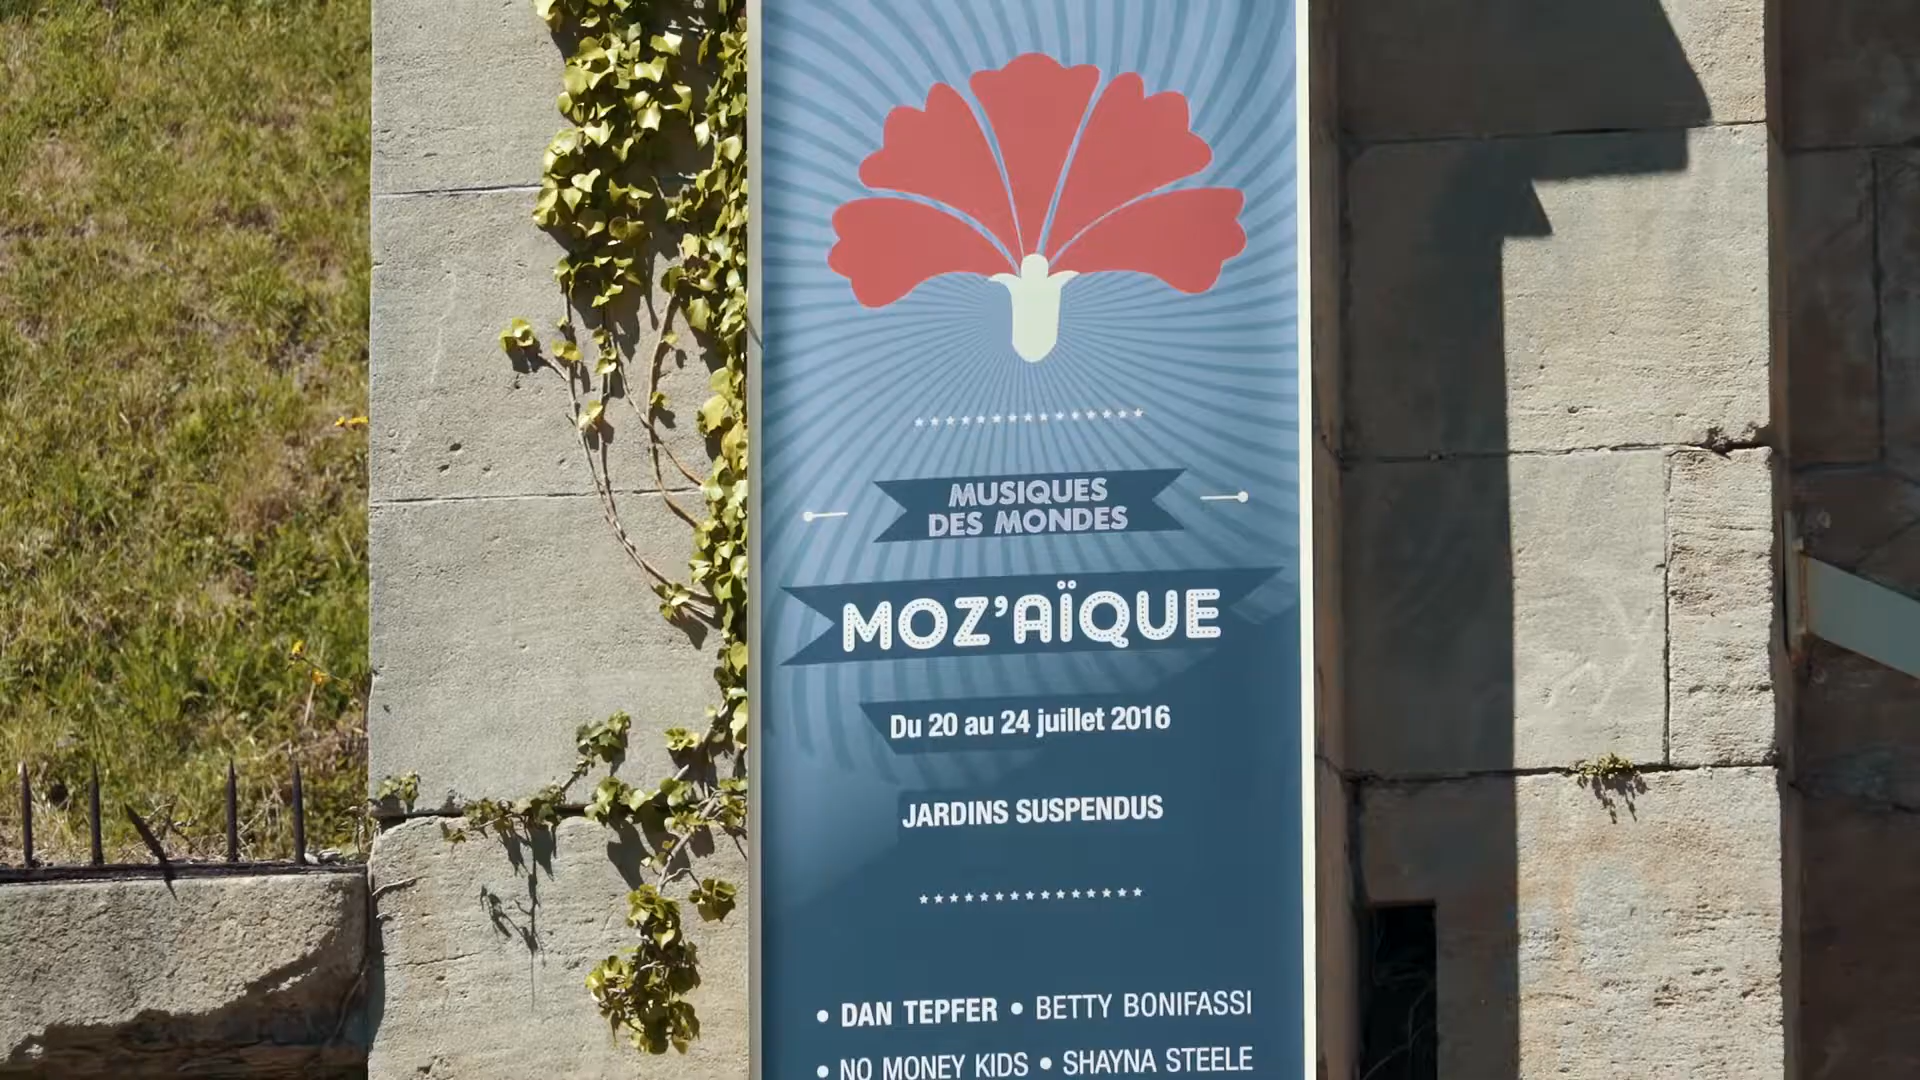 MUSIQUES
DES MONDES
MOZ'AÏQUE
Du 20 au 24 juillet 2016
JARDINS SUSPENDUS
• DAN TEPFER • BETTY BONIFASSI
• NO MONEY KIDS • SHAYNA STEELE